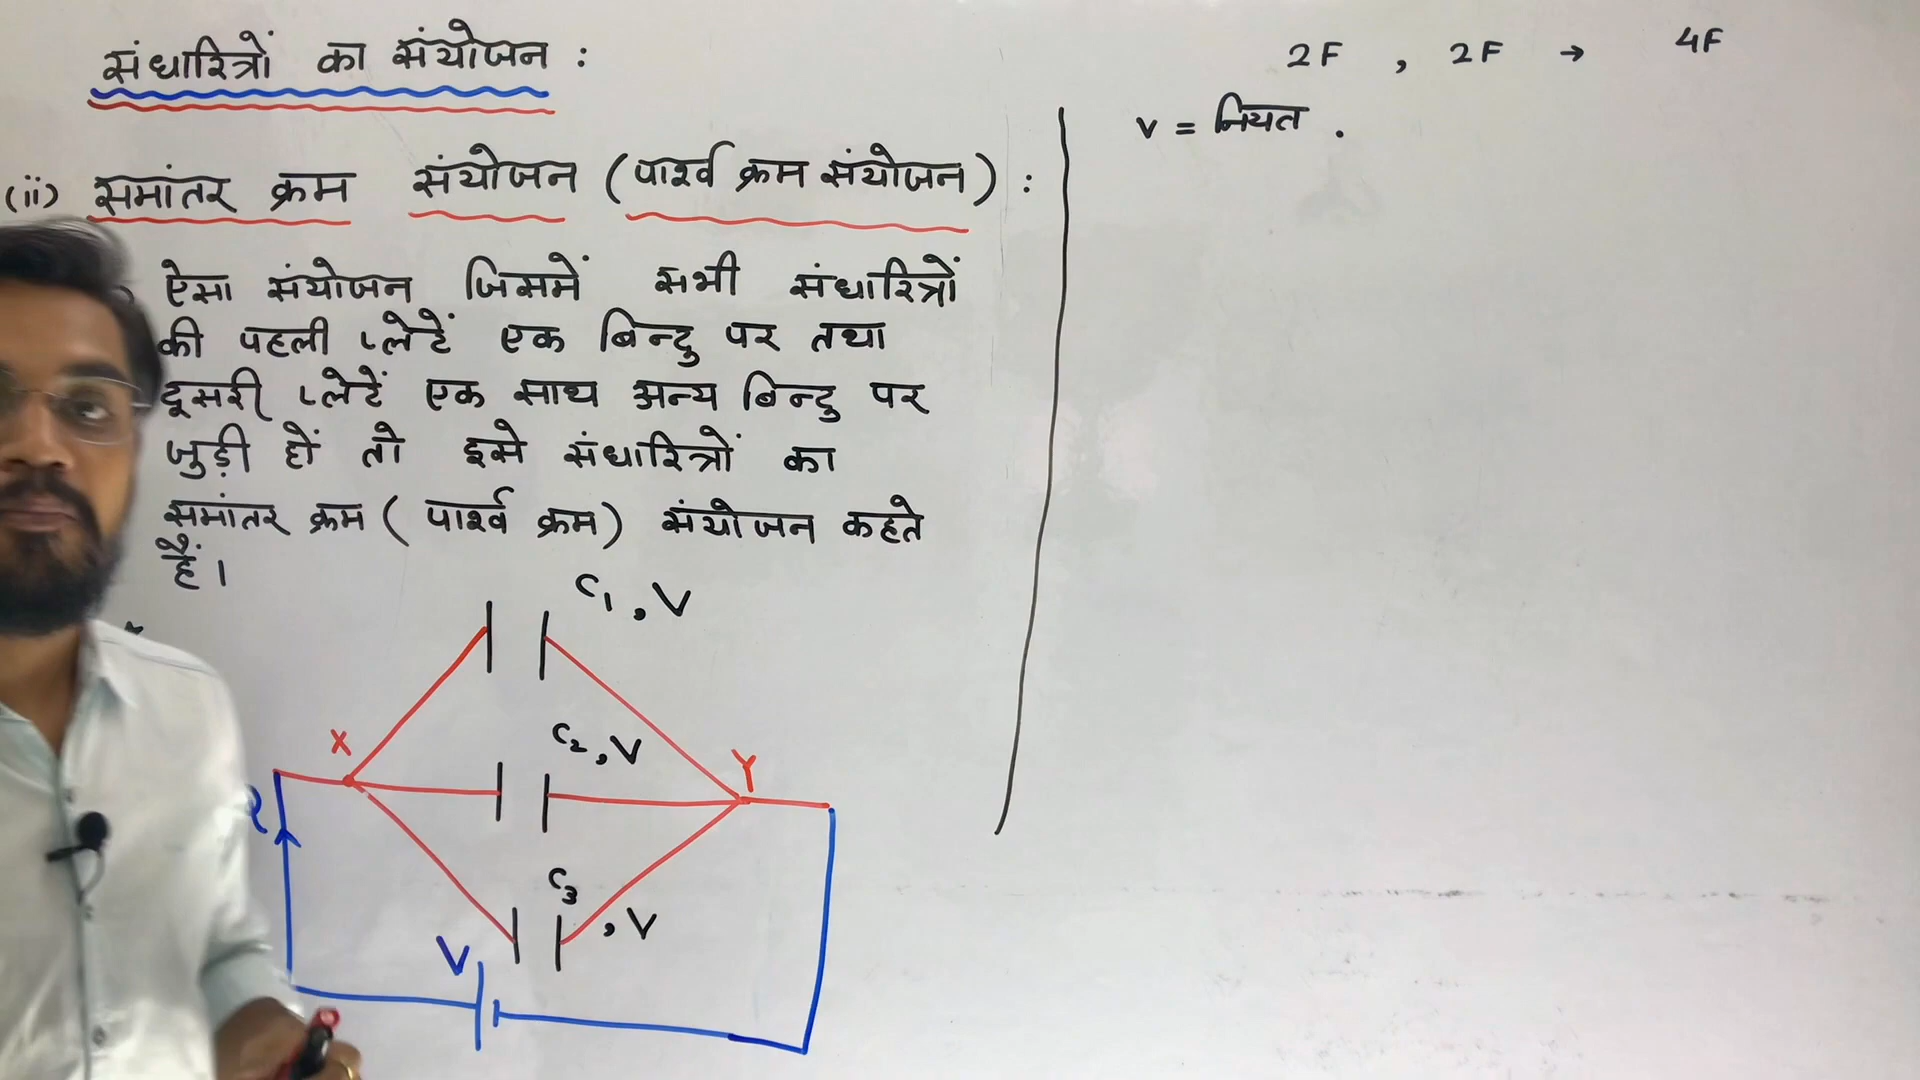 संधारित्रों का संयोजन :
(ii) समांतर क्रम संयोजन (पार्श्व क्रम संयोजन) :
ऐसा संयोजन जिसमें सभी संधारित्रों
की पहली प्लेटें एक बिन्दु पर तथा
दूसरी प्लेटें एक साथ अन्य बिन्दु पर
जुड़ी हों तो इसे संधारित्रों का
समांतर क्रम ( पार्श्व क्रम) संयोजन कहते
हैं।
C₁, V
X
C₂, V
Y
C₃, V
V
2F , 2F → 4F
V = नियत .